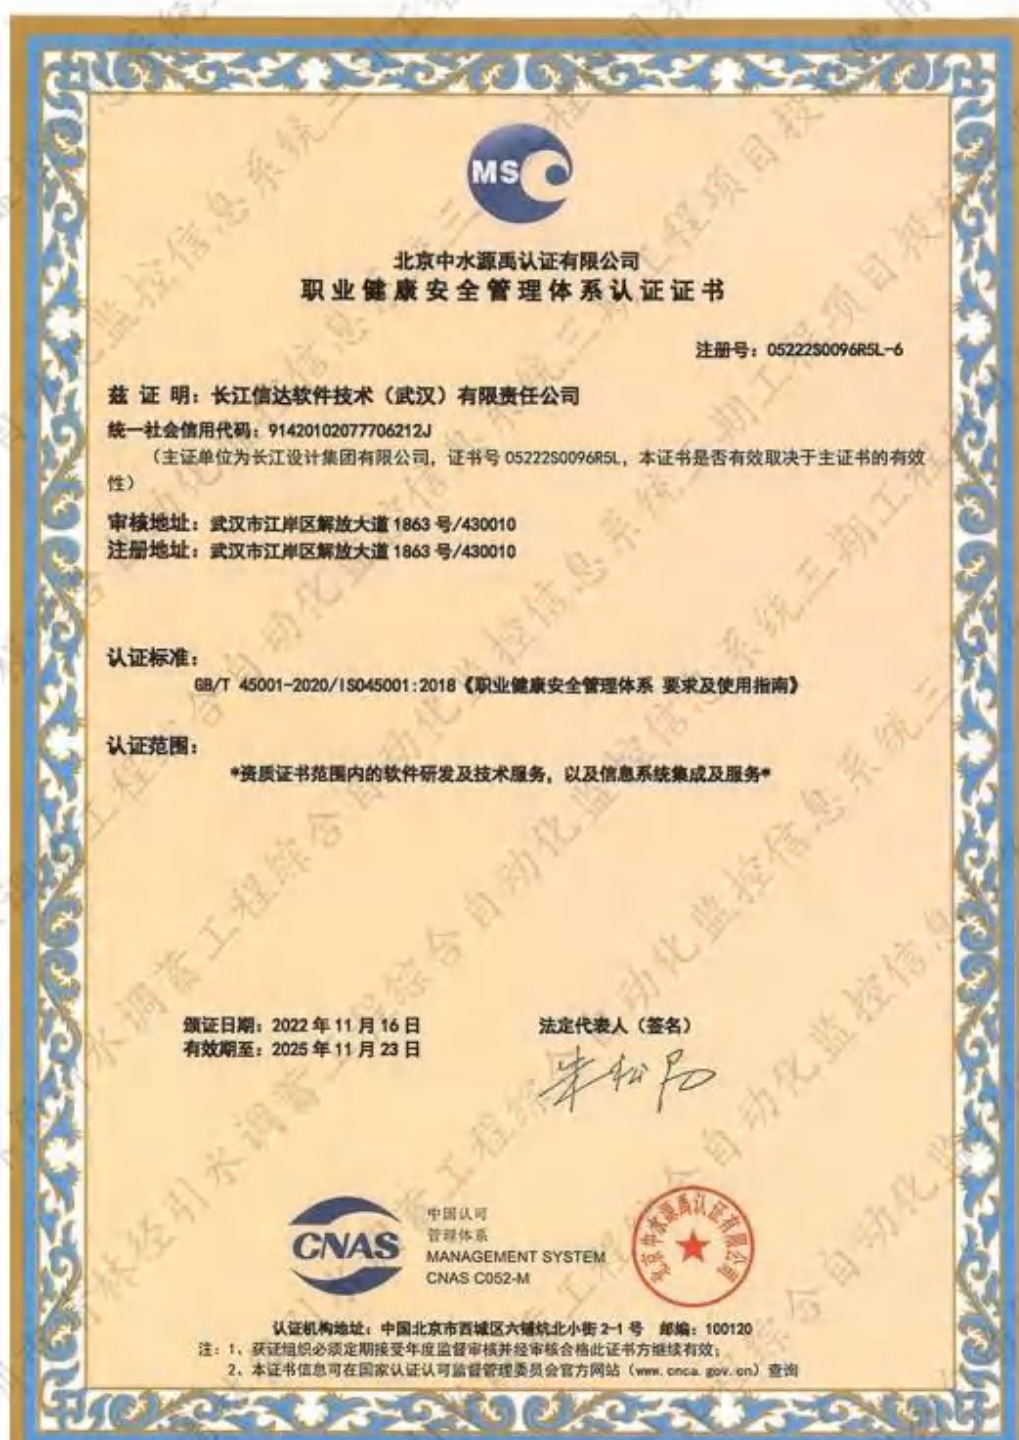 MSC
北京中水源禹认证有限公司
职业健康安全管理体系认证证书
注册号：05222S0096R5L-6
兹 证 明：长江信达软件技术（武汉）有限责任公司
统一社会信用代码：91420102077706212J
（主证单位为长江设计集团有限公司，证书号 05222S0096R5L，本证书是否有效取决于主证书的有效
性）
审核地址：武汉市江岸区解放大道 1863 号/430010
注册地址：武汉市江岸区解放大道 1863 号/430010
认证标准：
GB/T 45001-2020/ISO45001:2018《职业健康安全管理体系 要求及使用指南》
认证范围：
*资质证书范围内的软件研发及技术服务，以及信息系统集成及服务*
颁证日期：2022 年 11 月 16 日
有效期至：2025 年 11 月 23 日
法定代表人（签名）
CNAS
中国认可
管理体系
MANAGEMENT SYSTEM
CNAS C052-M
北京中水源禹认证有限公司
认证机构地址：中国北京市西城区六铺炕北小街 2-1 号 邮编：100120
注：1、获证组织必须定期接受年度监督审核并经审核合格此证书方继续有效；
2、本证书信息可在国家认证认可监督管理委员会官方网站（www.cnca.gov.cn）查询